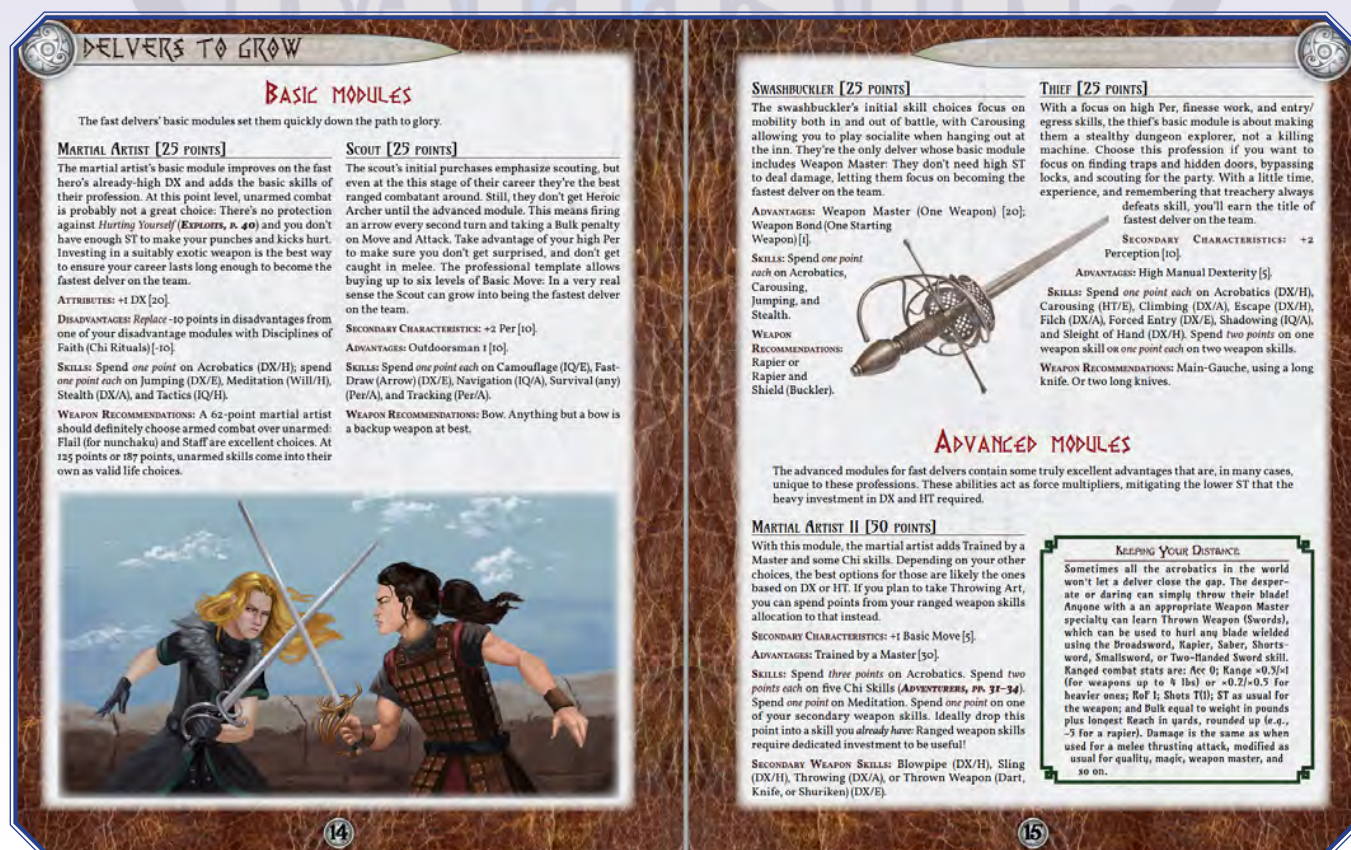 DELVERS TO GROW
BASIC MODULES
The fast delvers' basic modules set them quickly down the path to glory.
MARTIAL ARTIST [25 POINTS]
The martial artist's basic module improves on the fast
hero's already-high DX and adds the basic skills of
their profession. At this point level, unarmed combat
is probably not a great choice: There's no protection
against Hurting Yourself (EXPLOITS, P. 40) and you don't
have enough ST to make your punches and kicks hurt.
Investing in a suitably exotic weapon is the best way
to ensure your career lasts long enough to become the
fastest delver on the team.
ATTRIBUTES: +1 DX [20].
DISADVANTAGES: Replace -10 points in disadvantages from
one of your disadvantage modules with Disciplines of
Faith (Chi Rituals) [-10].
SKILLS: Spend one point on Acrobatics (DX/H); spend
one point each on Jumping (DX/E), Meditation (Will/H),
Stealth (DX/A), and Tactics (IQ/H).
WEAPON RECOMMENDATIONS: A 62-point martial artist
should definitely choose armed combat over unarmed:
Flail (for nunchaku) and Staff are excellent choices. At
125 points or 187 points, unarmed skills come into their
own as valid life choices.
SCOUT [25 POINTS]
The scout's initial purchases emphasize scouting, but
even at the this stage of their career they're the best
ranged combatant around. Still, they don't get Heroic
Archer until the advanced module. This means firing
an arrow every second turn and taking a Bulk penalty
on Move and Attack. Take advantage of your high Per
to make sure you don't get surprised, and don't get
caught in melee. The professional template allows
buying up to six levels of Basic Move: In a very real
sense the Scout can grow into being the fastest delver
on the team.
SECONDARY CHARACTERISTICS: +2 Per [10].
ADVANTAGES: Outdoorsman 1 [10].
SKILLS: Spend one point each on Camouflage (IQ/E), Fast-
Draw (Arrow) (DX/E), Navigation (IQ/A), Survival (any)
(Per/A), and Tracking (Per/A).
WEAPON RECOMMENDATIONS: Bow. Anything but a bow is
a backup weapon at best.
14
SWASHBUCKLER [25 POINTS]
The swashbuckler's initial skill choices focus on
mobility both in and out of battle, with Carousing
allowing you to play socialite when hanging out at
the inn. They're the only delver whose basic module
includes Weapon Master: They don't need high ST
to deal damage, letting them focus on becoming the
fastest delver on the team.
ADVANTAGES: Weapon Master (One Weapon) [20];
Weapon Bond (One Starting
Weapon) [1].
SKILLS: Spend one point
each on Acrobatics,
Carousing,
Jumping, and
Stealth.
WEAPON
RECOMMENDATIONS:
Rapier or
Rapier and
Shield (Buckler).
THIEF [25 POINTS]
With a focus on high Per, finesse work, and entry/
egress skills, the thief's basic module is about making
them a stealthy dungeon explorer, not a killing
machine. Choose this profession if you want to
focus on finding traps and hidden doors, bypassing
locks, and scouting for the party. With a little time,
experience, and remembering that treachery always
defeats skill, you'll earn the title of
fastest delver on the team.
SECONDARY CHARACTERISTICS: +2
Perception [10].
ADVANTAGES: High Manual Dexterity [5].
SKILLS: Spend one point each on Acrobatics (DX/H),
Carousing (HT/E), Climbing (DX/A), Escape (DX/H),
Filch (DX/A), Forced Entry (DX/E), Shadowing (IQ/A),
and Sleight of Hand (DX/H). Spend two points on one
weapon skill OR one point each on two weapon skills.
WEAPON RECOMMENDATIONS: Main-Gauche, using a long
knife. Or two long knives.
ADVANCED MODULES
The advanced modules for fast delvers contain some truly excellent advantages that are, in many cases,
unique to these professions. These abilities act as force multipliers, mitigating the lower ST that the
heavy investment in DX and HT required.
MARTIAL ARTIST II [50 POINTS]
With this module, the martial artist adds Trained by a
Master and some Chi skills. Depending on your other
choices, the best options for those are likely the ones
based on DX or HT. If you plan to take Throwing Art,
you can spend points from your ranged weapon skills
allocation to that instead.
SECONDARY CHARACTERISTICS: +1 Basic Move [5].
ADVANTAGES: Trained by a Master [30].
SKILLS: Spend three points on Acrobatics. Spend two
points each on five Chi Skills (ADVENTURERS, PP. 31–34).
Spend one point on Meditation. Spend one point on one
of your secondary weapon skills. Ideally drop this
point into a skill you already have: Ranged weapon skills
require dedicated investment to be useful!
SECONDARY WEAPON SKILLS: Blowpipe (DX/H), Sling
(DX/H), Throwing (DX/A), or Thrown Weapon (Dart,
Knife, or Shuriken) (DX/E).
KEEPING YOUR DISTANCE
Sometimes all the acrobatics in the world
won't let a delver close the gap. The desper-
ate or daring can simply throw their blade!
Anyone with a an appropriate Weapon Master
specialty can learn Thrown Weapon (Swords),
which can be used to hurl any blade wielded
using the Broadsword, Rapier, Saber, Shorts-
word, Smallsword, or Two-Handed Sword skill.
Ranged combat stats are: Acc 0; Range ×0.5/×1
(for weapons up to 4 lbs) or ×0.2/×0.5 for
heavier ones; RoF 1; Shots T(1); ST as usual for
the weapon; and Bulk equal to weight in pounds
plus longest Reach in yards, rounded up (e.g.,
-5 for a rapier). Damage is the same as when
used for a melee thrusting attack, modified as
usual for quality, magic, weapon master, and
so on.
15